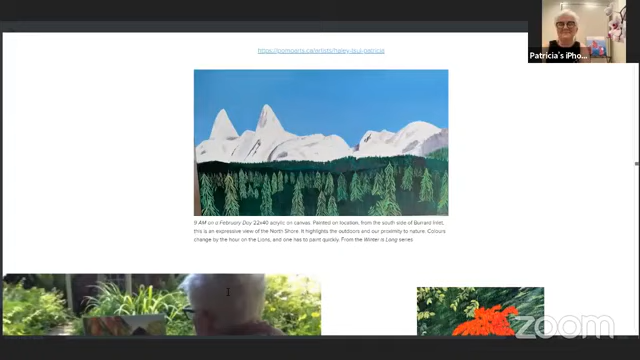 https://pomoarts.ca/artists/haley-tsui-patricia
Patricia's iPho...
9 AM on a February Day 22x40 acrylic on canvas. Painted on location, from the south side of Burrard Inlet,
this is an expressive view of the North Shore. It highlights the outdoors and our proximity to nature. Colours
change by the hour on the Lions, and one has to paint quickly. From the Winter is Long series
zoom